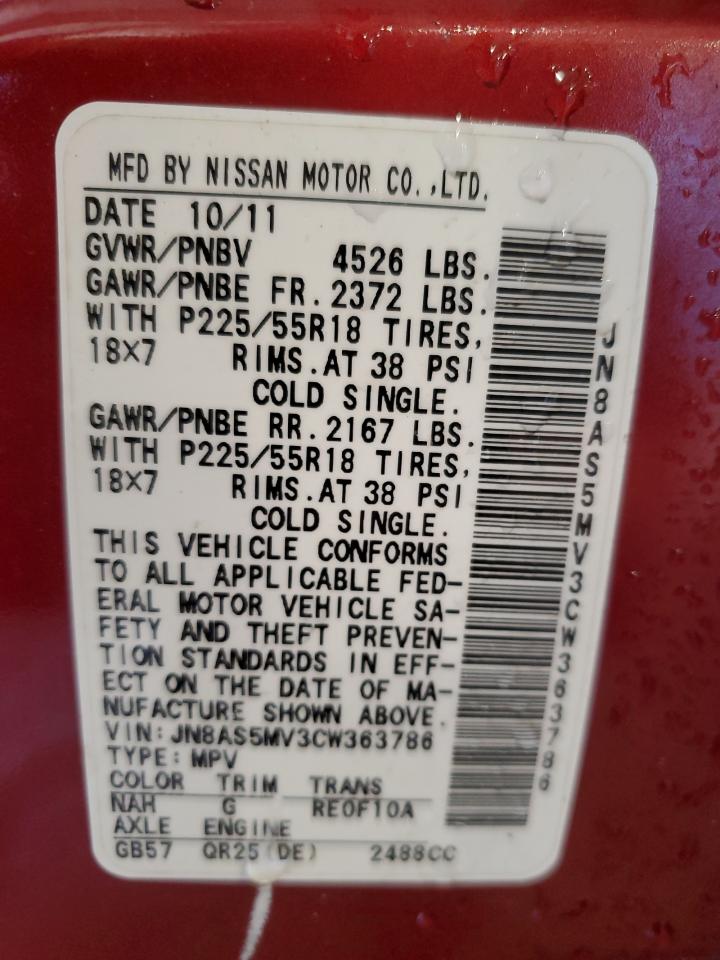 MFD BY NISSAN MOTOR CO.,LTD.
DATE 10/11
GVWR/PNBV 4526 LBS.
GAWR/PNBE FR. 2372 LBS.
WITH P225/55R18 TIRES,
18X7 RIMS. AT 38 PSI
COLD SINGLE.
GAWR/PNBE RR. 2167 LBS.
WITH P225/55R18 TIRES,
18X7 RIMS. AT 38 PSI
COLD SINGLE.
THIS VEHICLE CONFORMS
TO ALL APPLICABLE FED-
ERAL MOTOR VEHICLE SA-
FETY AND THEFT PREVEN-
TION STANDARDS IN EFF-
ECT ON THE DATE OF MA-
NUFACTURE SHOWN ABOVE.
VIN: JN8AS5MV3CW363786
TYPE: MPV
COLOR TRIM TRANS
NAH G RE0F10A
AXLE ENGINE
GB57 QR25(DE) 2488CC
JN8AS5MV3CW363786